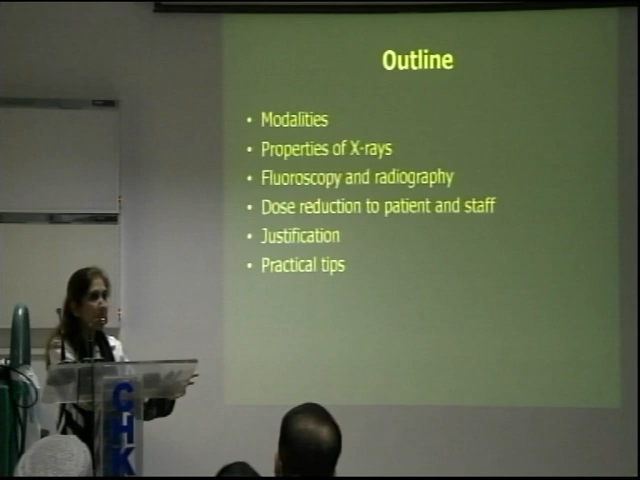 Outline
• Modalities
• Properties of X-rays
• Fluoroscopy and radiography
• Dose reduction to patient and staff
• Justification
• Practical tips
CHK